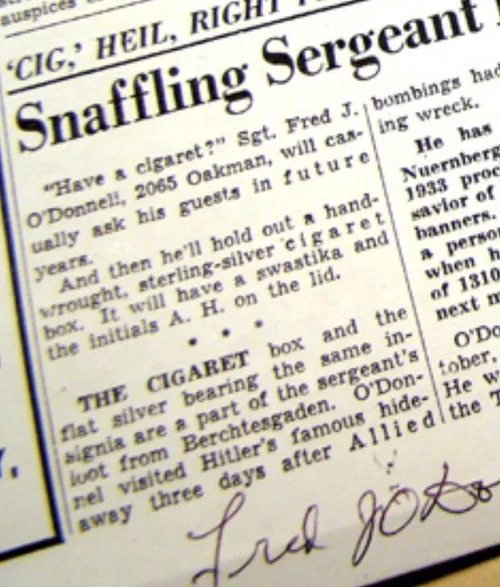 auspices
'CIG,' HEIL, RIGHT
Snaffling Sergeant
"Have a cigaret?" Sgt. Fred J.
O'Donnell, 2065 Oakman, will cas-
ually ask his guests in future
years.
And then he'll hold out a hand-
wrought, sterling-silver cigaret
box. It will have a swastika and
the initials A. H. on the lid.
* * *
THE CIGARET box and the
flat silver bearing the same in-
signia are a part of the sergeant's
loot from Berchtesgaden. O'Don-
nel visited Hitler's famous hide-
away three days after Allied
bombings had
ing wreck.
He has
Nuernberg
1933 proc
savior of
banners.
a perso
when h
of 1310
next m
O'Do
tober.
He w
the T
Fred J O'Do